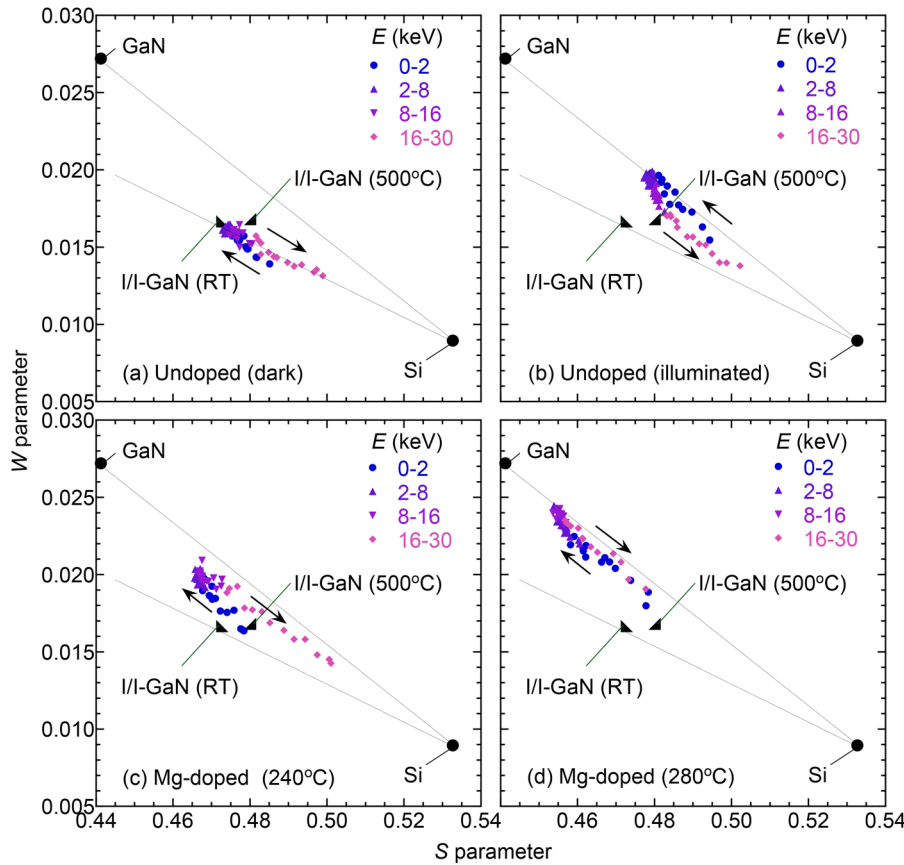 0.030
0.025
0.020
0.015
0.010
0.005
GaN
E (keV)
0-2
2-8
8-16
16-30
I/I-GaN (500°C)
I/I-GaN (RT)
Si
(a) Undoped (dark)
GaN
E (keV)
0-2
2-8
8-16
16-30
I/I-GaN (500°C)
I/I-GaN (RT)
Si
(b) Undoped (illuminated)
W parameter
0.030
0.025
0.020
0.015
0.010
0.005
GaN
E (keV)
0-2
2-8
8-16
16-30
I/I-GaN (500°C)
I/I-GaN (RT)
Si
(c) Mg-doped (240°C)
0.44 0.46 0.48 0.50 0.52 0.54
GaN
E (keV)
0-2
2-8
8-16
16-30
I/I-GaN (500°C)
I/I-GaN (RT)
Si
(d) Mg-doped (280°C)
0.44 0.46 0.48 0.50 0.52 0.54
S parameter